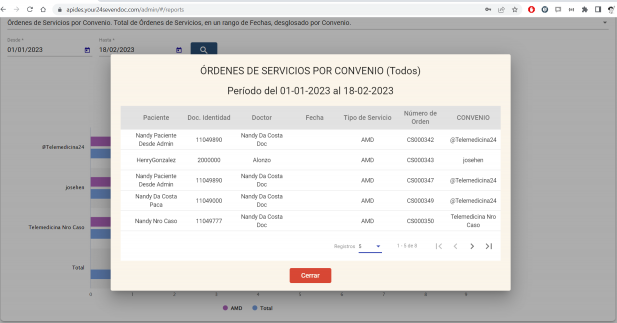 apides.your24sevendoc.com/admin/#/reports
Órdenes de Servicios por Convenio. Total de Órdenes de Servicios, en un rango de Fechas, desglosado por Convenio.
Desde *
Hasta *
01/01/2023
18/02/2023
ÓRDENES DE SERVICIOS POR CONVENIO (Todos)
Período del 01-01-2023 al 18-02-2023
Paciente Doc. Identidad Doctor Fecha Tipo de Servicio Número de Orden CONVENIO
Nandy Paciente Desde Admin 11049890 Nandy Da Costa Doc AMD CS000342 @Telemedicina24
HenryGonzalez 2000000 Alonzo AMD CS000343 josehen
Nandy Paciente Desde Admin 11049890 Nandy Da Costa Doc AMD CS000347 @Telemedicina24
Nandy Da Costa Paca 11049000 Nandy Da Costa Doc AMD CS000349 @Telemedicina24
Nandy Nro Caso 11049777 Nandy Da Costa Doc AMD CS000350 Telemedicina Nro Caso
Registros 5 1 - 5 de 8
Cerrar
@Telemedicina24
josehen
Telemedicina Nro Caso
Total
0 1 2 3 4 5 6 7 8 9
AMD Total